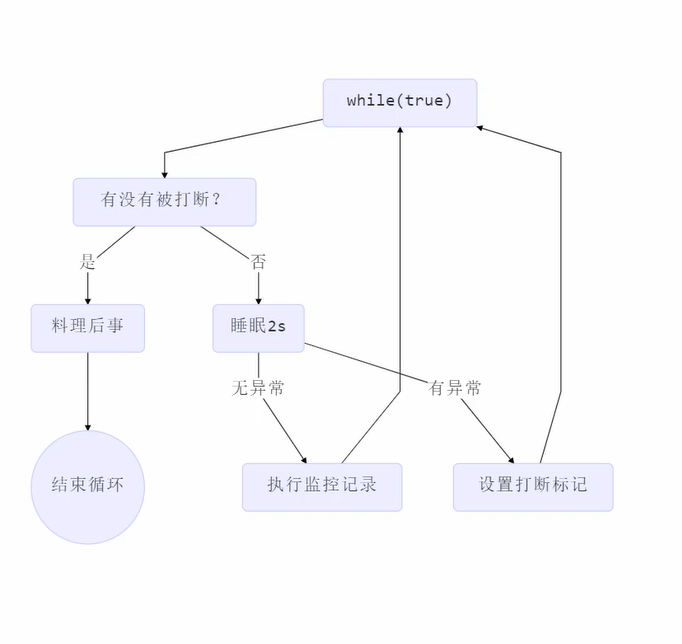 while(true)
有没有被打断？
是
否
料理后事
睡眠2s
无异常
有异常
结束循环
执行监控记录
设置打断标记